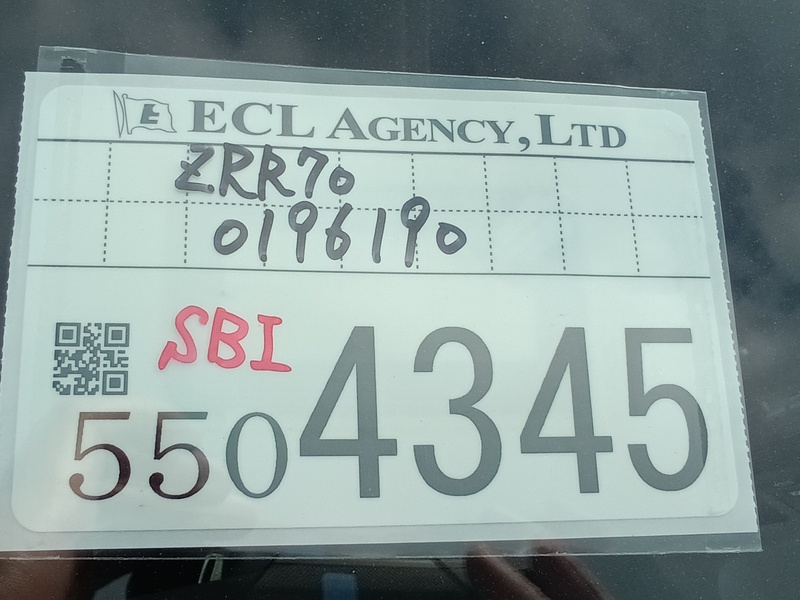 E ECL AGENCY, LTD
ZRR70
0196190
SBI
5504345